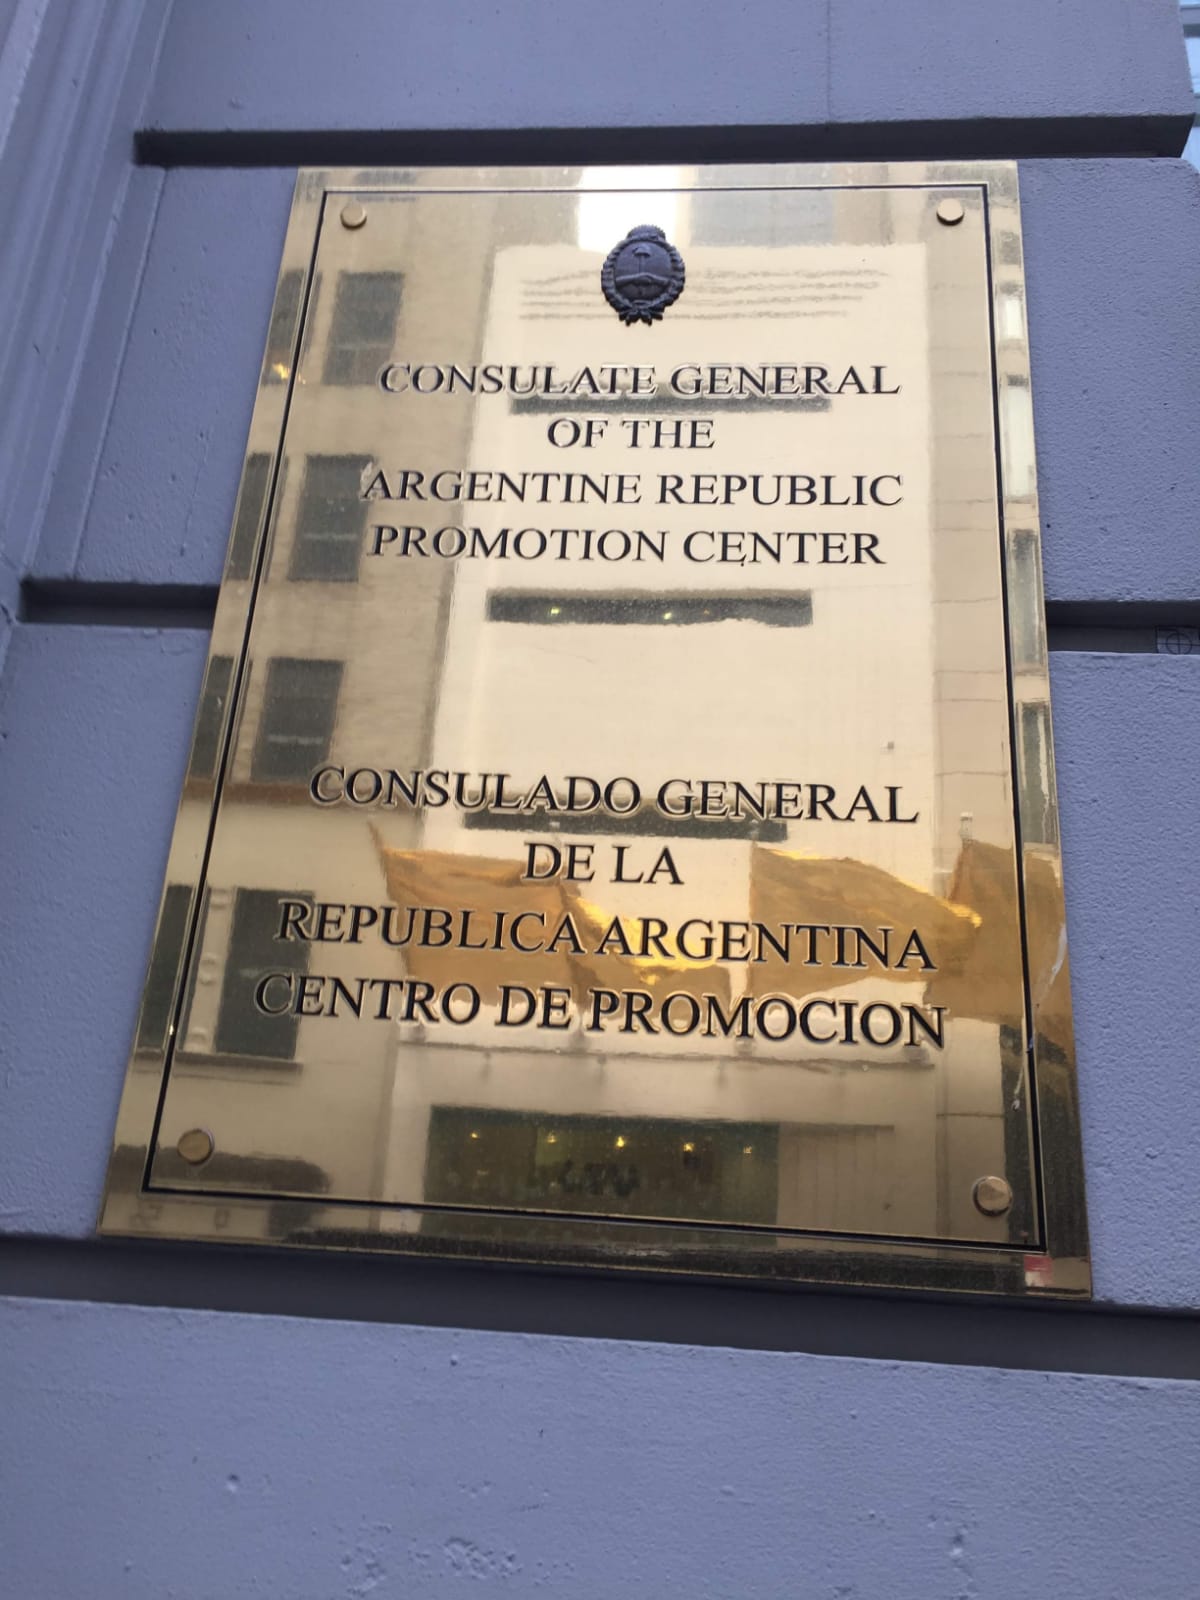 CONSULATE GENERAL
OF THE
ARGENTINE REPUBLIC
PROMOTION CENTER
CONSULADO GENERAL
DE LA
REPUBLICA ARGENTINA
CENTRO DE PROMOCION